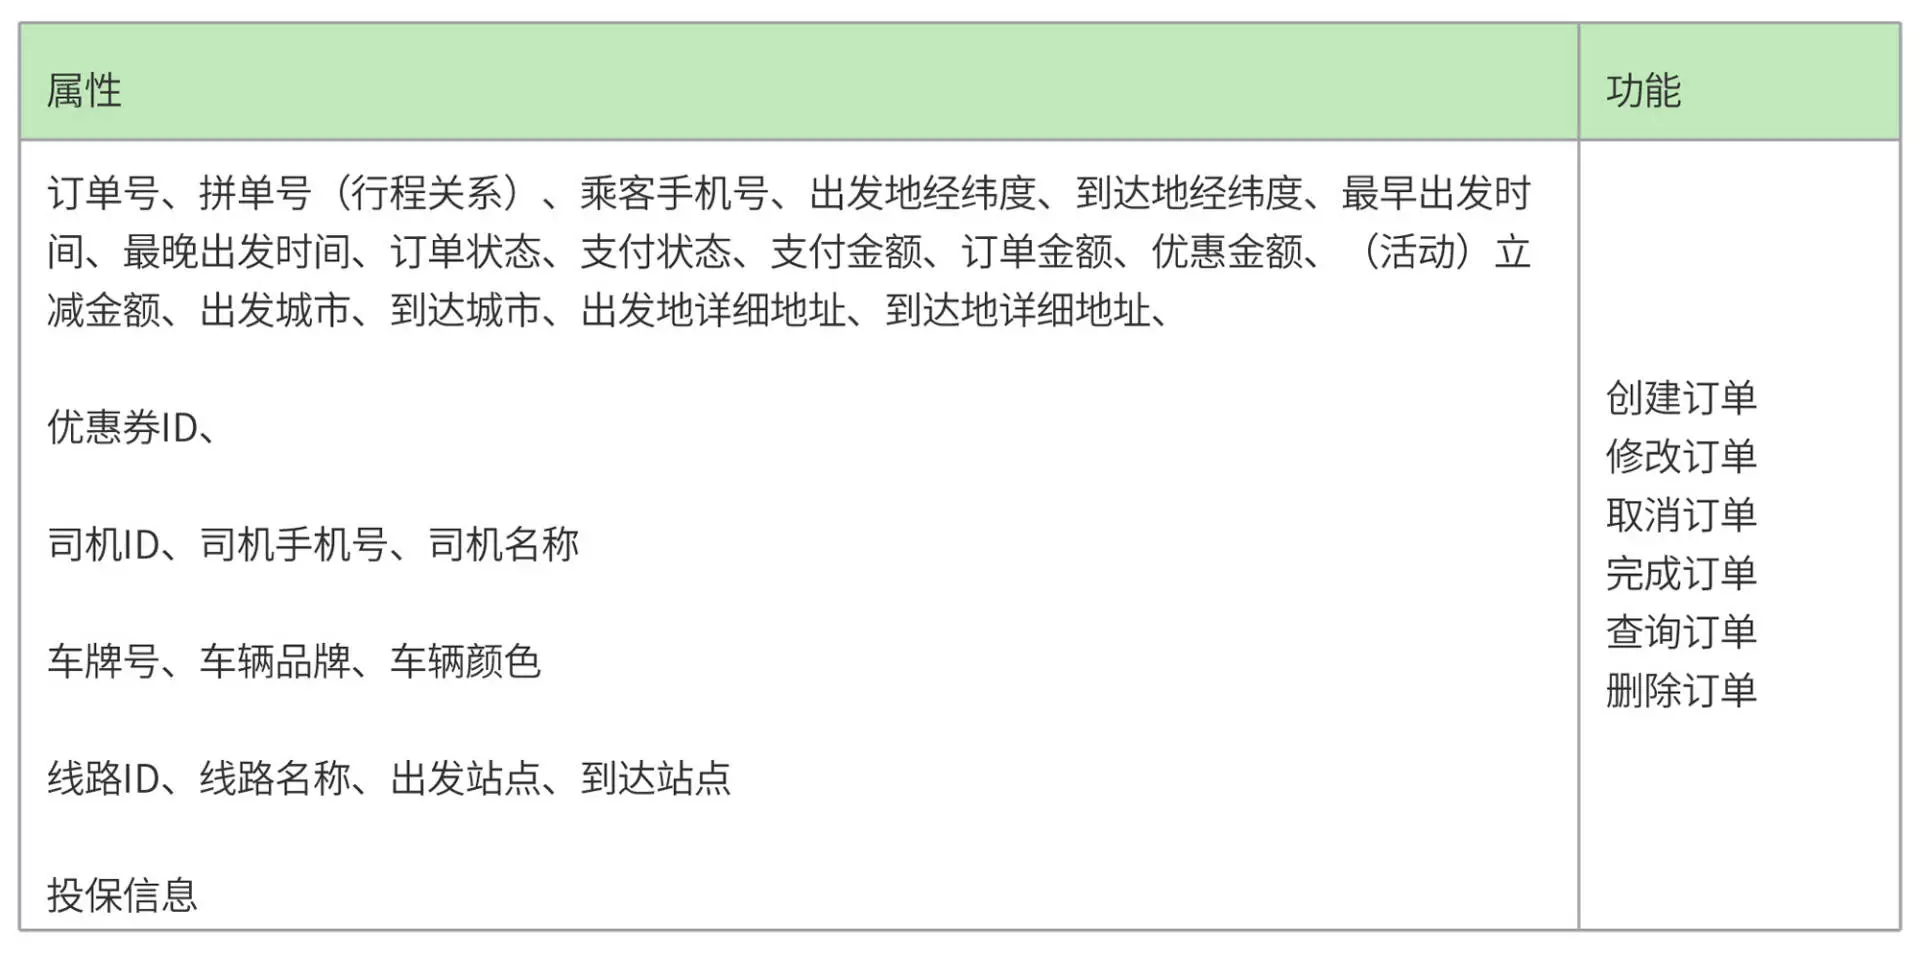 属性
功能
订单号、拼单号（行程关系）、乘客手机号、出发地经纬度、到达地经纬度、最早出发时
间、最晚出发时间、订单状态、支付状态、支付金额、订单金额、优惠金额、（活动）立
减金额、出发城市、到达城市、出发地详细地址、到达地详细地址、
优惠券ID、
司机ID、司机手机号、司机名称
车牌号、车辆品牌、车辆颜色
线路ID、线路名称、出发站点、到达站点
投保信息
创建订单
修改订单
取消订单
完成订单
查询订单
删除订单